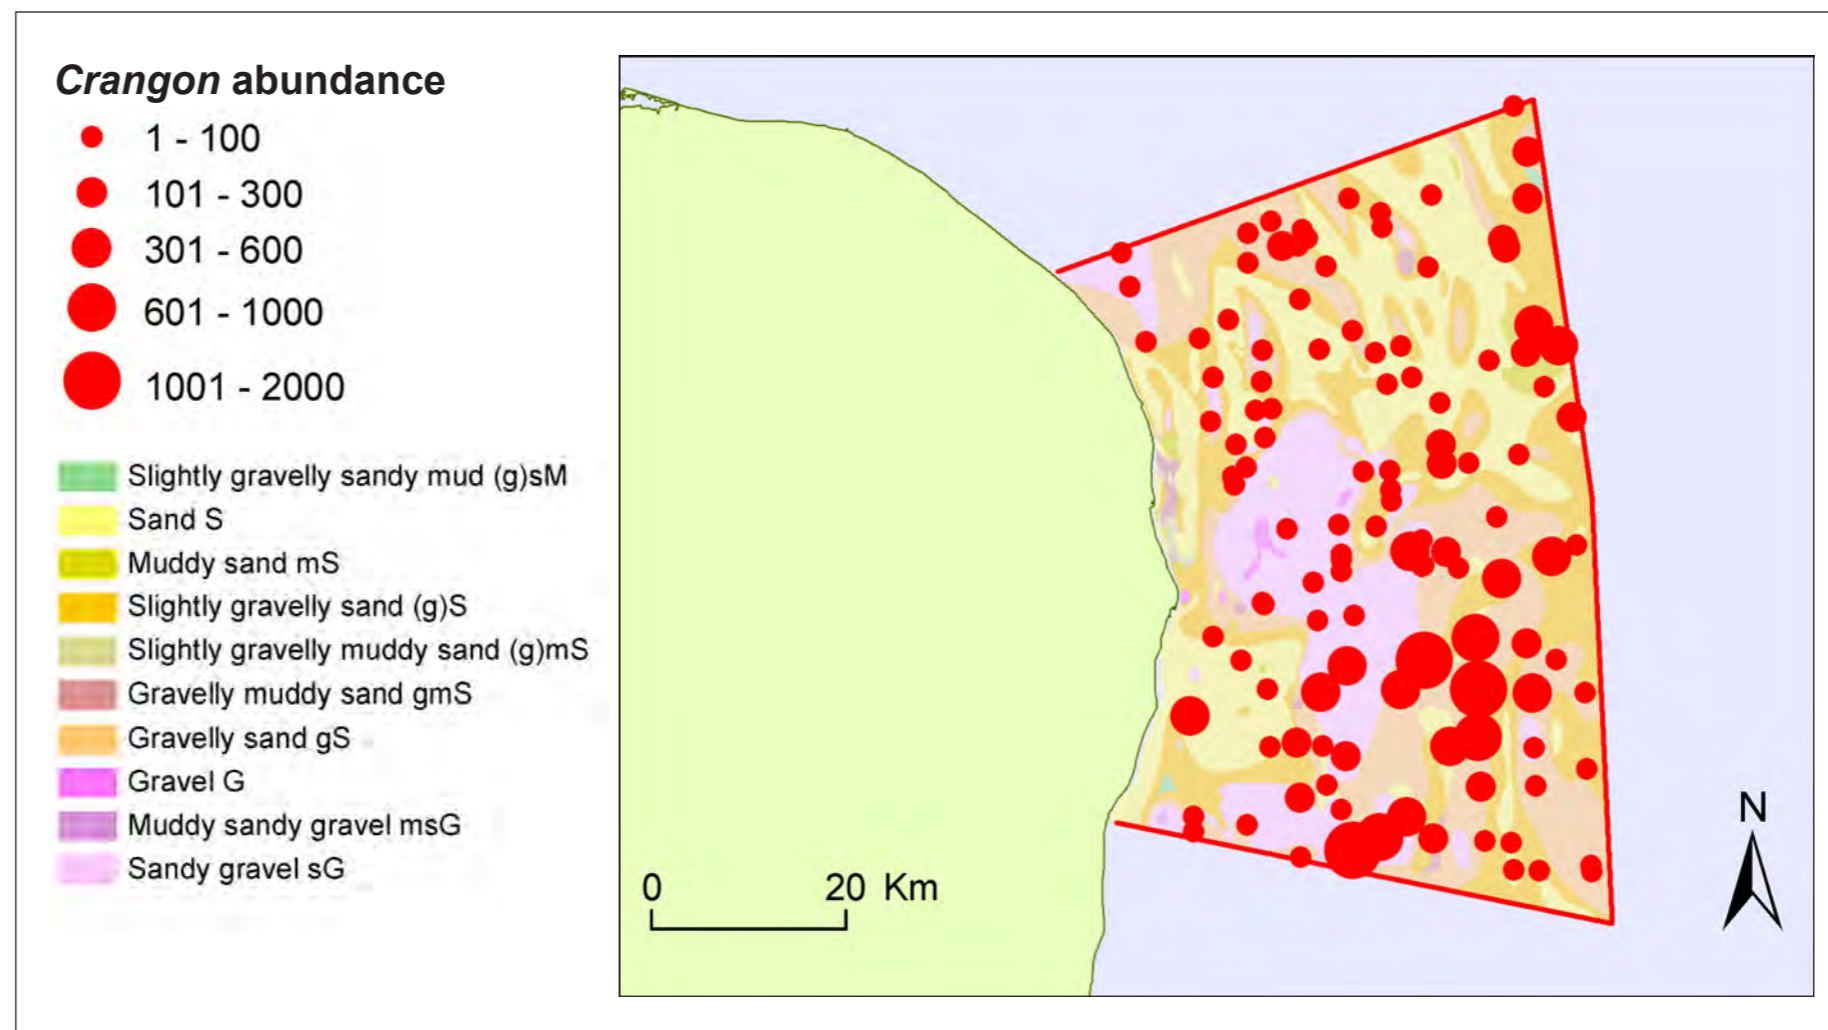 Crangon abundance
1 - 100
101 - 300
301 - 600
601 - 1000
1001 - 2000
Slightly gravelly sandy mud (g)sM
Sand S
Muddy sand mS
Slightly gravelly sand (g)S
Slightly gravelly muddy sand (g)mS
Gravelly muddy sand gmS
Gravelly sand gS
Gravel G
Muddy sandy gravel msG
Sandy gravel sG
0 20 Km
N